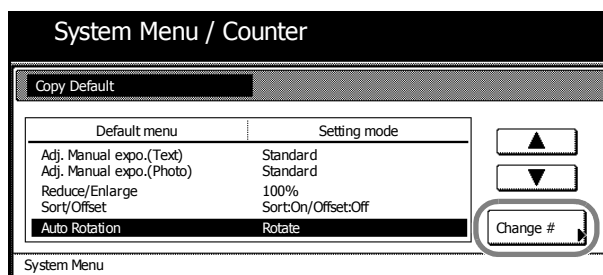 System Menu / Counter
Copy Default
Default menu Setting mode
Adj. Manual expo.(Text) Standard
Adj. Manual expo.(Photo) Standard
Reduce/Enlarge 100%
Sort/Offset Sort:On/Offset:Off
Auto Rotation Rotate
Change #
System Menu